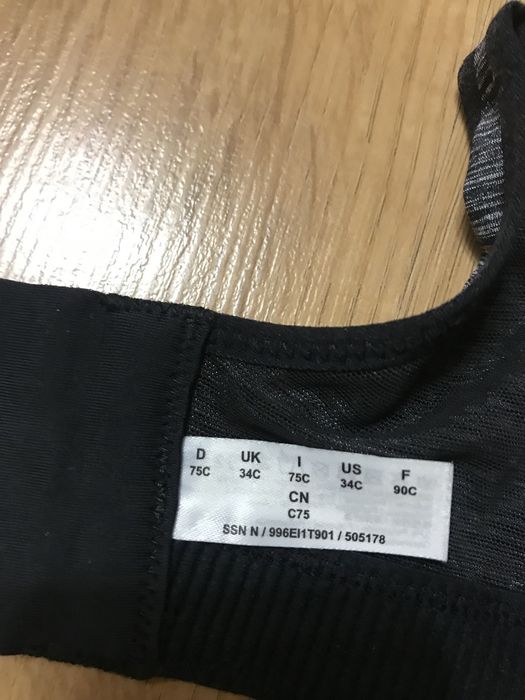 D UK I US F
75C 34C 75C 34C 90C
CN
C75
SSN N / 996EI1T901 / 505178